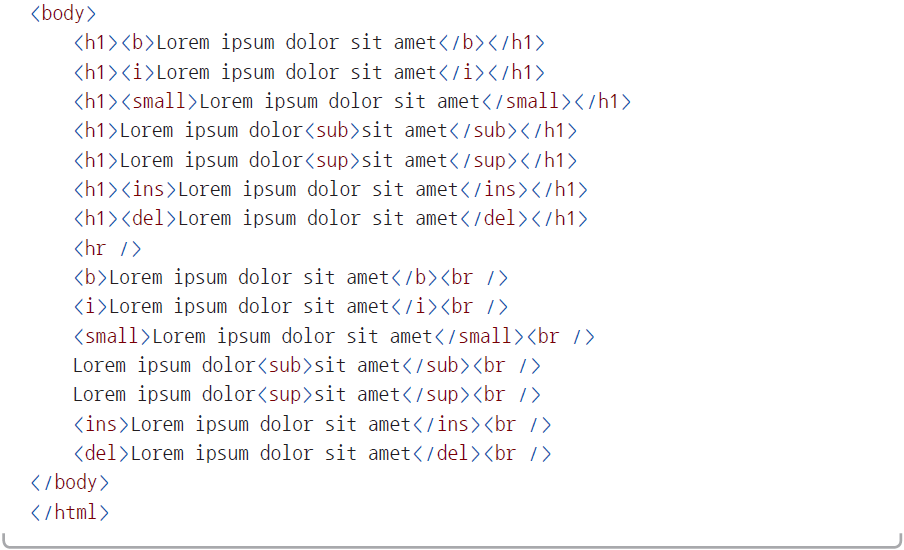 <body>
<h1><b>Lorem ipsum dolor sit amet</b></h1>
<h1><i>Lorem ipsum dolor sit amet</i></h1>
<h1><small>Lorem ipsum dolor sit amet</small></h1>
<h1>Lorem ipsum dolor<sub>sit amet</sub></h1>
<h1>Lorem ipsum dolor<sup>sit amet</sup></h1>
<h1><ins>Lorem ipsum dolor sit amet</ins></h1>
<h1><del>Lorem ipsum dolor sit amet</del></h1>
<hr />
<b>Lorem ipsum dolor sit amet</b><br />
<i>Lorem ipsum dolor sit amet</i><br />
<small>Lorem ipsum dolor sit amet</small><br />
Lorem ipsum dolor<sub>sit amet</sub><br />
Lorem ipsum dolor<sup>sit amet</sup><br />
<ins>Lorem ipsum dolor sit amet</ins><br />
<del>Lorem ipsum dolor sit amet</del><br />
</body>
</html>